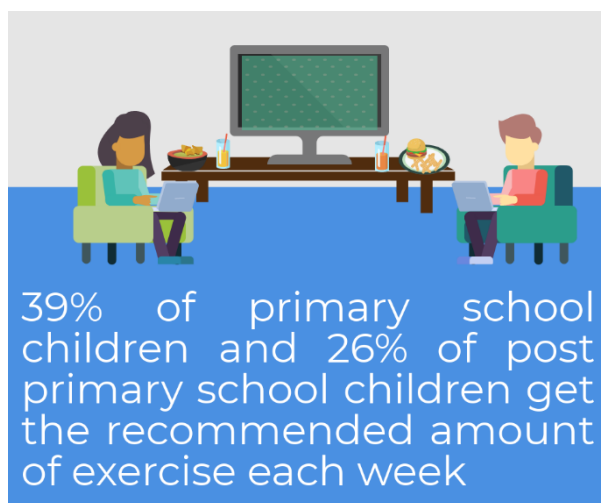 39% of primary school
children and 26% of post
primary school children get
the recommended amount
of exercise each week